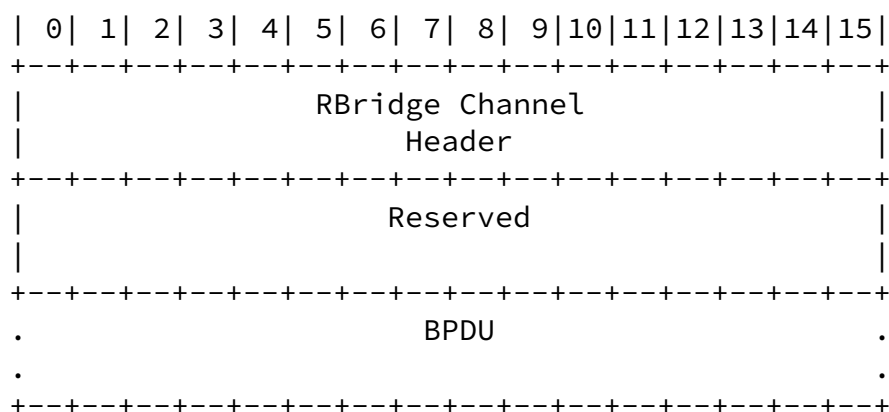 | 0| 1| 2| 3| 4| 5| 6| 7| 8| 9|10|11|12|13|14|15|
+--+--+--+--+--+--+--+--+--+--+--+--+--+--+--+--+
|                RBridge Channel                |
|                     Header                    |
+--+--+--+--+--+--+--+--+--+--+--+--+--+--+--+--+
|                    Reserved                   |
|                                               |
+--+--+--+--+--+--+--+--+--+--+--+--+--+--+--+--+
.                      BPDU                     .
.                                               .
+--+--+--+--+--+--+--+--+--+--+--+--+--+--+--+--+